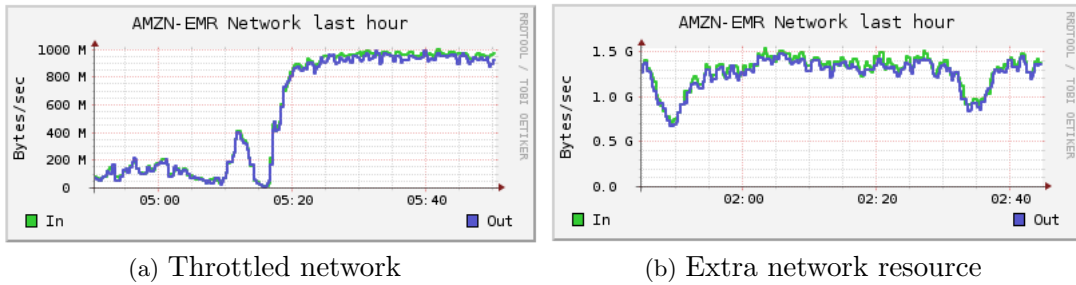 AMZN-EMR Network last hour
RRDTOOL / TOBI OETIKER
Bytes/sec
1000 M
800 M
600 M
400 M
200 M
0
05:00 05:20 05:40
In Out
(a) Throttled network
AMZN-EMR Network last hour
RRDTOOL / TOBI OETIKER
Bytes/sec
1.5 G
1.0 G
0.5 G
0.0
02:00 02:20 02:40
In Out
(b) Extra network resource